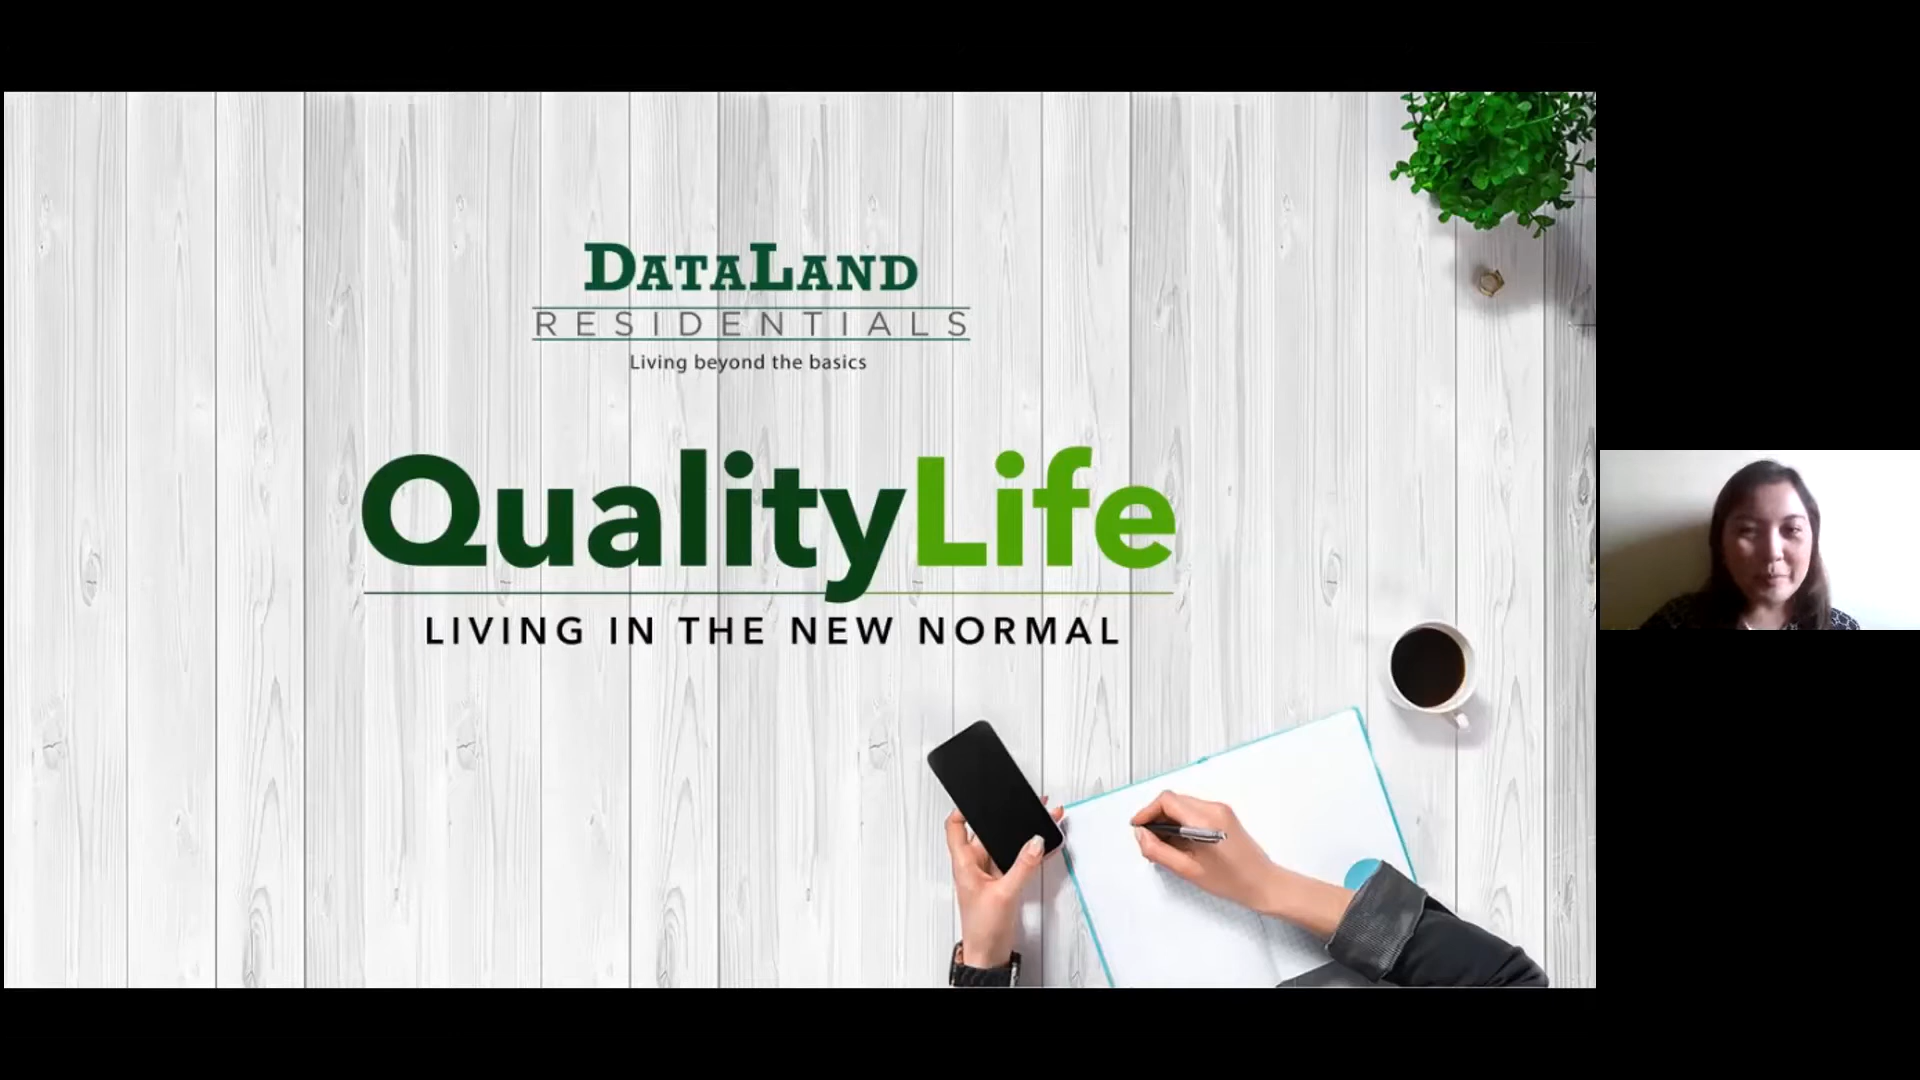 DATALAND
RESIDENTIALS
Living beyond the basics
QualityLife
LIVING IN THE NEW NORMAL